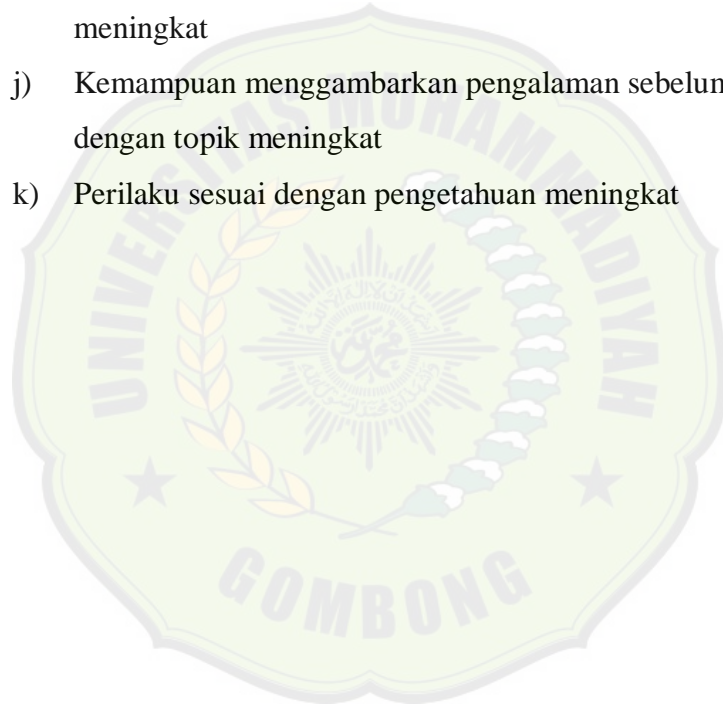 meningkat
j) Kemampuan menggambarkan pengalaman
dengan topik meningkat
k) Perilaku sesuai dengan pengetahuan meningkat
UNIVERSITAS MUHAMMADIYAH
GOMBONG